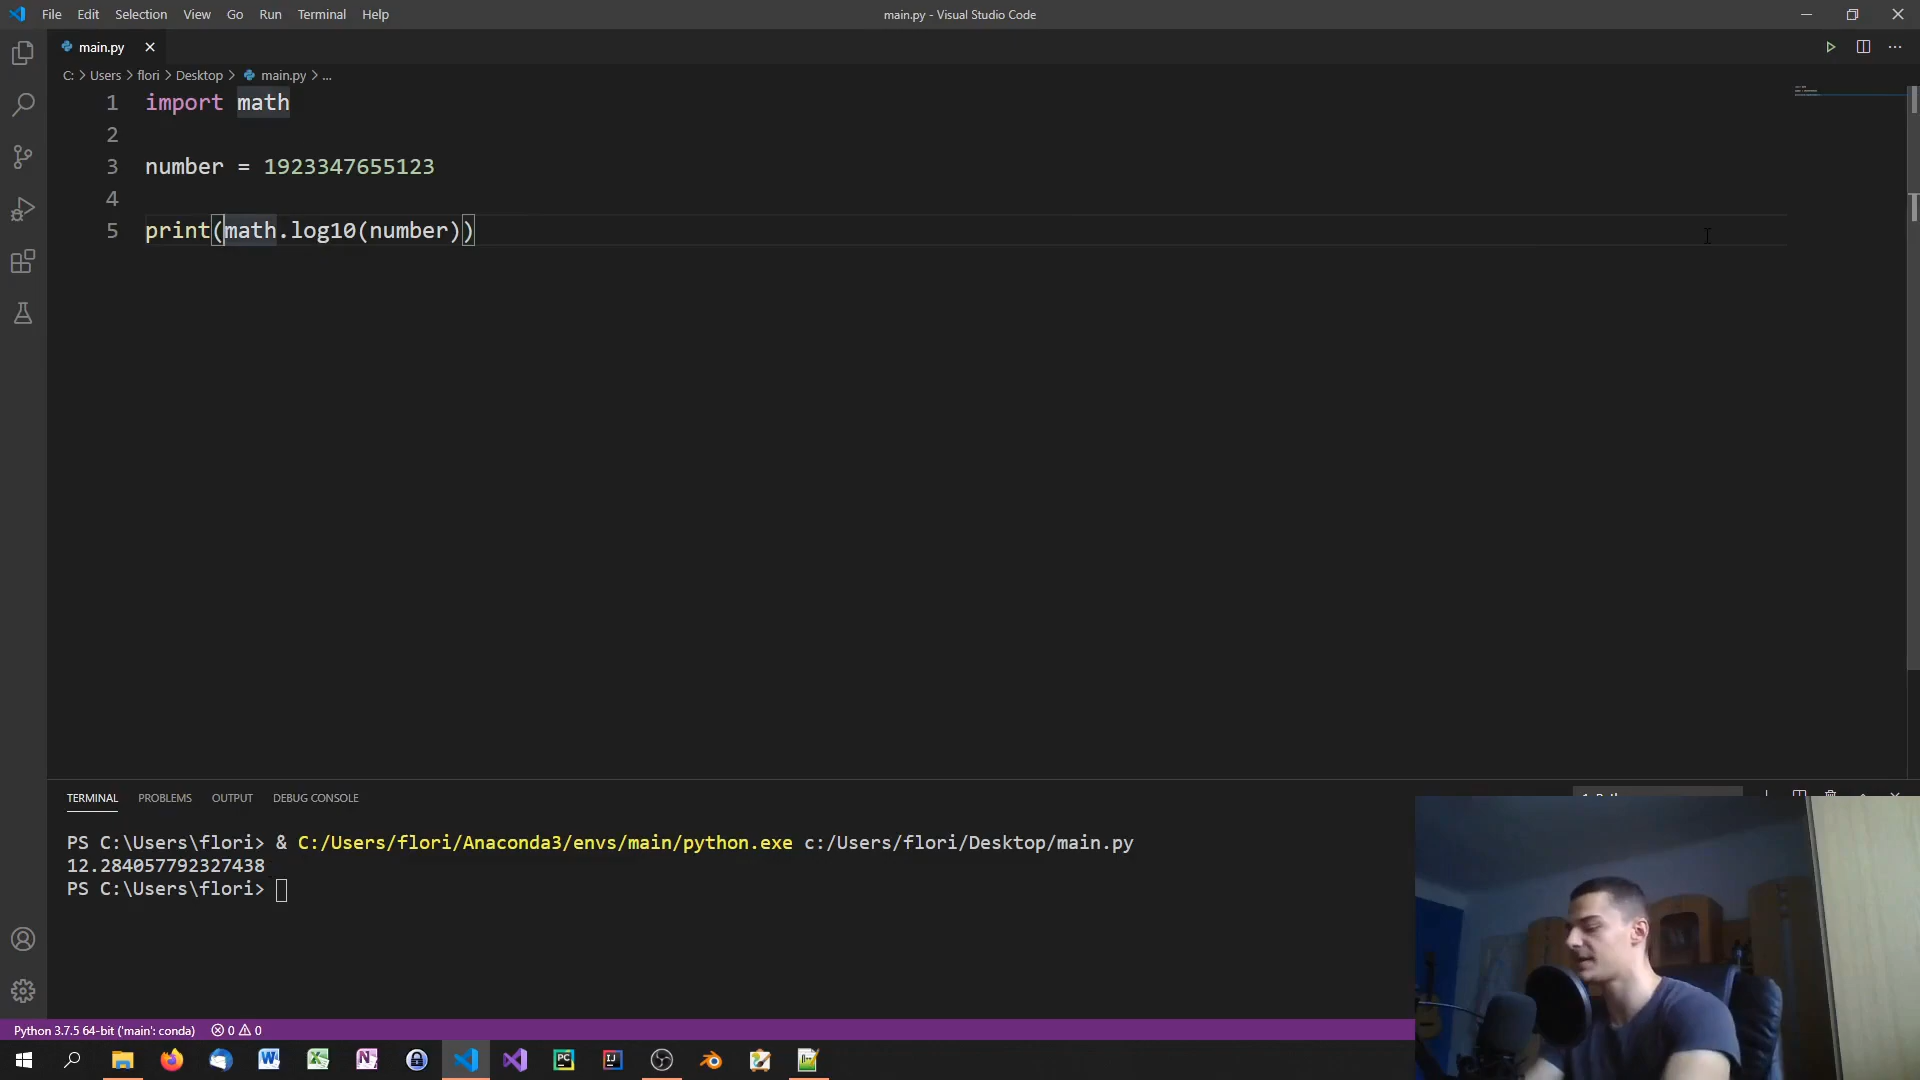 File Edit Selection View Go Run Terminal Help
main.py - Visual Studio Code
main.py
C: > Users > flori > Desktop > main.py > ...
1 import math
2
3 number = 1923347655123
4
5 print(math.log10(number))
TERMINAL PROBLEMS OUTPUT DEBUG CONSOLE
PS C:\Users\flori> & C:/Users/flori/Anaconda3/envs/main/python.exe c:/Users/flori/Desktop/main.py
12.284057792327438
PS C:\Users\flori>
Python 3.7.5 64-bit ('main': conda) 0 0